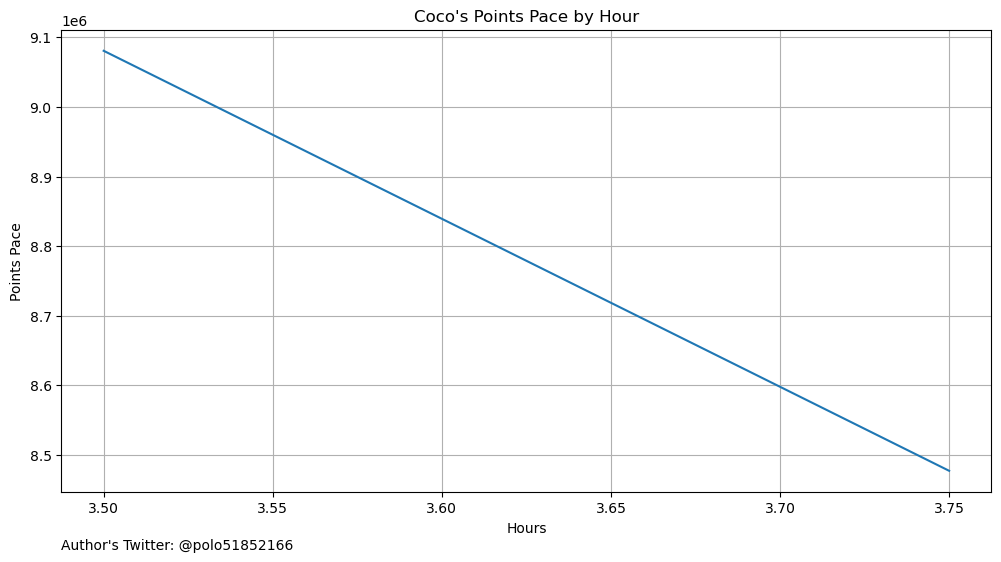 Coco's Points Pace by Hour
1e6
9.1
9.0
8.9
8.8
8.7
8.6
8.5
Points Pace
3.50 3.55 3.60 3.65 3.70 3.75
Hours
Author's Twitter: @polo51852166